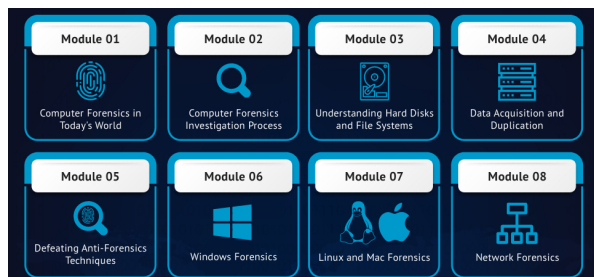 Module 01
Module 02
Module 03
Module 04
Computer Forensics in
Today's World
Computer Forensics
Investigation Process
Understanding Hard Disks
and File Systems
Data Acquisition and
Duplication
Module 05
Module 06
Module 07
Module 08
Defeating Anti-Forensics
Techniques
Windows Forensics
Linux and Mac Forensics
Network Forensics